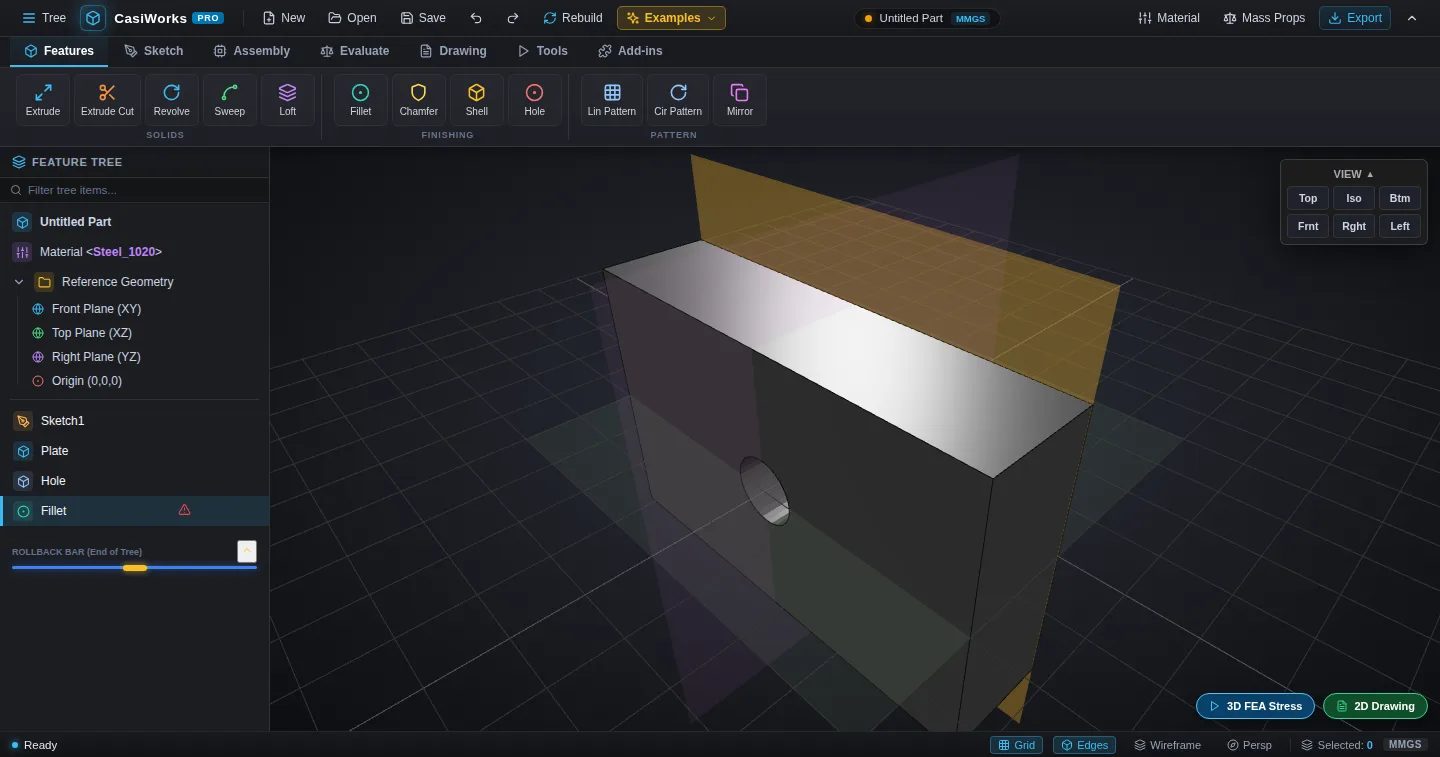 Tree CasiWorks PRO New Open Save Rebuild Examples Untitled Part MMGS Material Mass Props Export
Features Sketch Assembly Evaluate Drawing Tools Add-ins
Extrude Extrude Cut Revolve Sweep Loft Fillet Chamfer Shell Hole Lin Pattern Cir Pattern Mirror
SOLIDS FINISHING PATTERN
FEATURE TREE
Filter tree items...
Untitled Part
Material <Steel_1020>
Reference Geometry
Front Plane (XY)
Top Plane (XZ)
Right Plane (YZ)
Origin (0,0,0)
Sketch1
Plate
Hole
Fillet
ROLLBACK BAR (End of Tree)
VIEW ▲
Top Iso Btm
Frnt Rght Left
3D FEA Stress 2D Drawing
Ready Grid Edges Wireframe Persp Selected: 0 MMGS